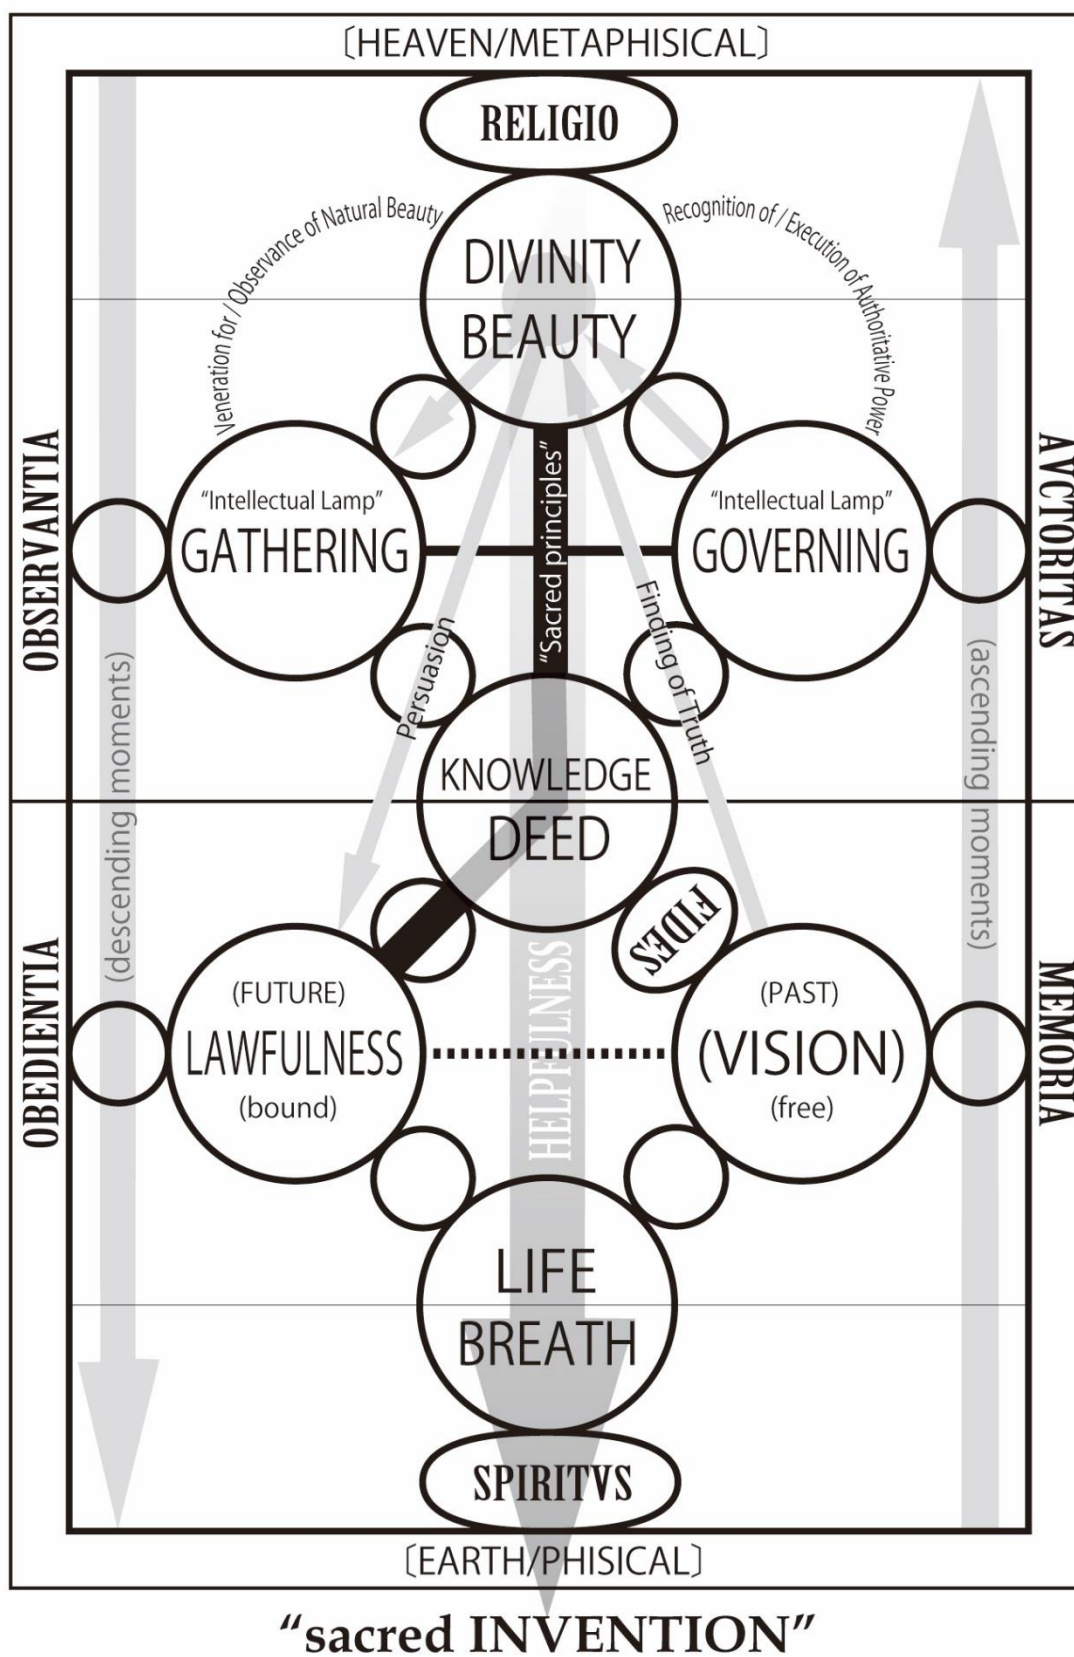 〔HEAVEN/METAPHISICAL〕
RELIGIO
Veneration for / Observance of Natural Beauty
Recognition of / Execution of Authoritative Power
DIVINITY
BEAUTY
OBSERVANTIA
AVCTORITAS
"Intellectual Lamp"
GATHERING
"Sacred principles"
"Intellectual Lamp"
GOVERNING
Persuasion
Finding of Truth
(descending moments)
(ascending moments)
KNOWLEDGE
DEED
FIDES
OBEDIENTIA
MEMORIA
(FUTURE)
LAWFULNESS
(bound)
HELPFULNESS
(PAST)
(VISION)
(free)
LIFE
BREATH
SPIRITVS
〔EARTH/PHISICAL〕
“sacred INVENTION”